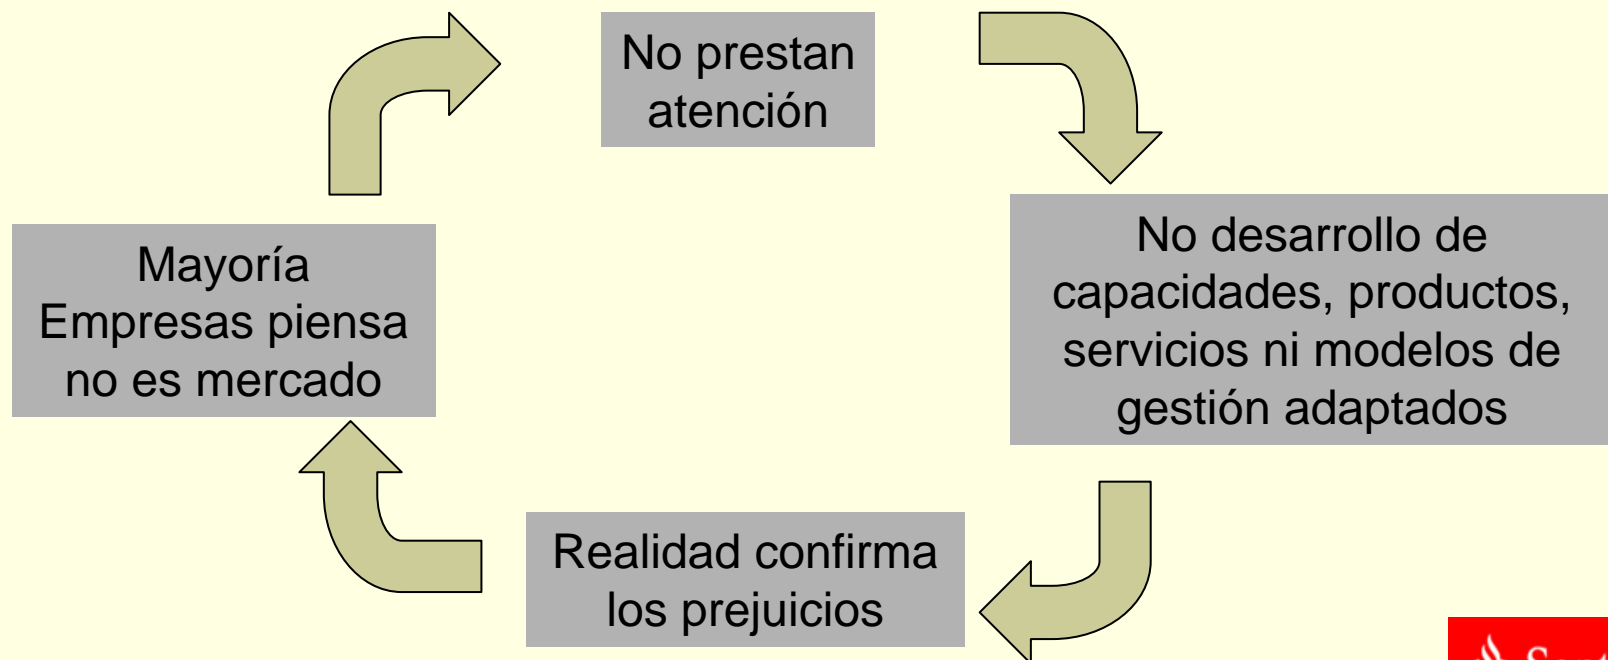 No prestan
atención
Mayoría
Empresas piensa
no es mercado
No desarrollo de
capacidades, productos,
servicios ni modelos de
gestión adaptados
Realidad confirma
los prejuicios